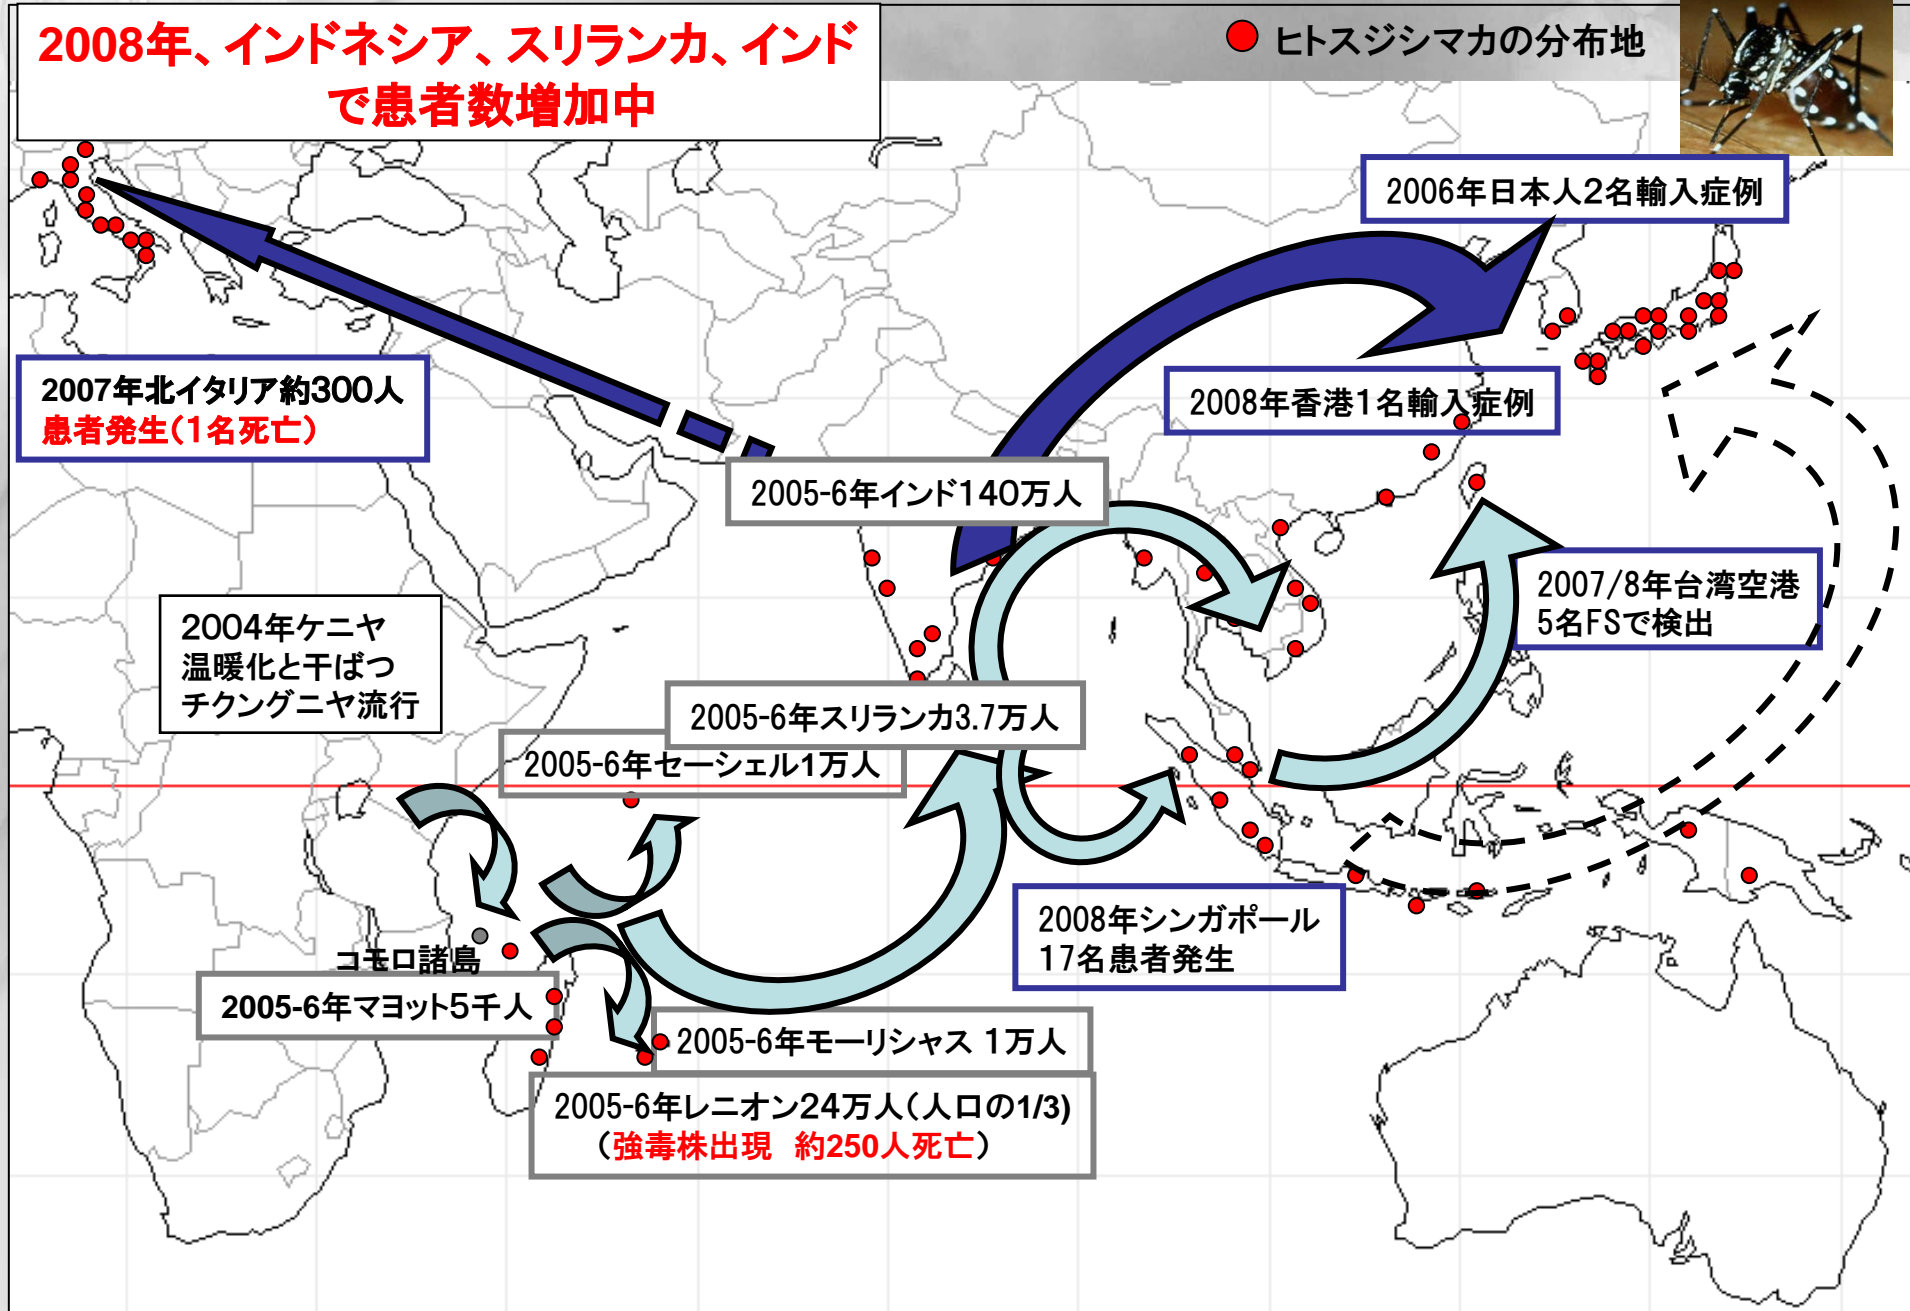 2008年、インドネシア、スリランカ、インド
で患者数増加中
ヒトスジシマカの分布地
2006年日本人2名輸入症例
2007年北イタリア約300人
患者発生(1名死亡)
2008年香港1名輸入症例
2005-6年インド140万人
2007/8年台湾空港
5名FSで検出
2004年ケニヤ
温暖化と干ばつ
チクングニヤ流行
2005-6年スリランカ3.7万人
2005-6年セーシェル1万人
2008年シンガポール
17名患者発生
コモロ諸島
2005-6年マヨット5千人
2005-6年モーリシャス 1万人
2005-6年レニオン24万人(人口の1/3)
(強毒株出現 約250人死亡)